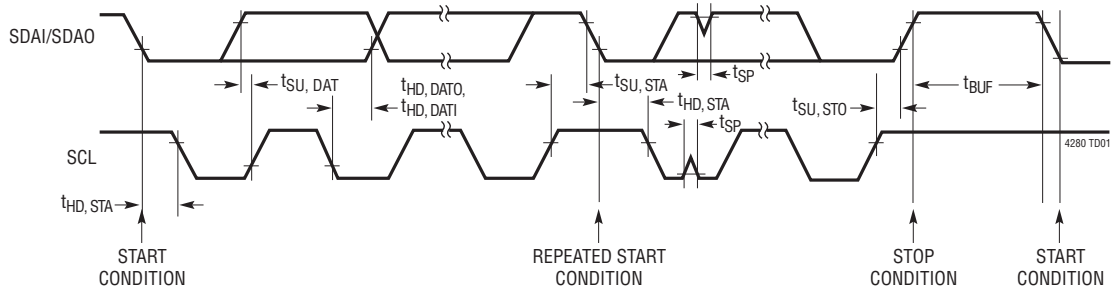 SDAI/SDAO
tSU, DAT
tHD, DATO,
tHD, DATI
tSU, STA
tHD, STA
tSP
tSP
tSU, STO
tBUF
4280 TD01
SCL
tHD, STA
START
CONDITION
REPEATED START
CONDITION
STOP
CONDITION
START
CONDITION